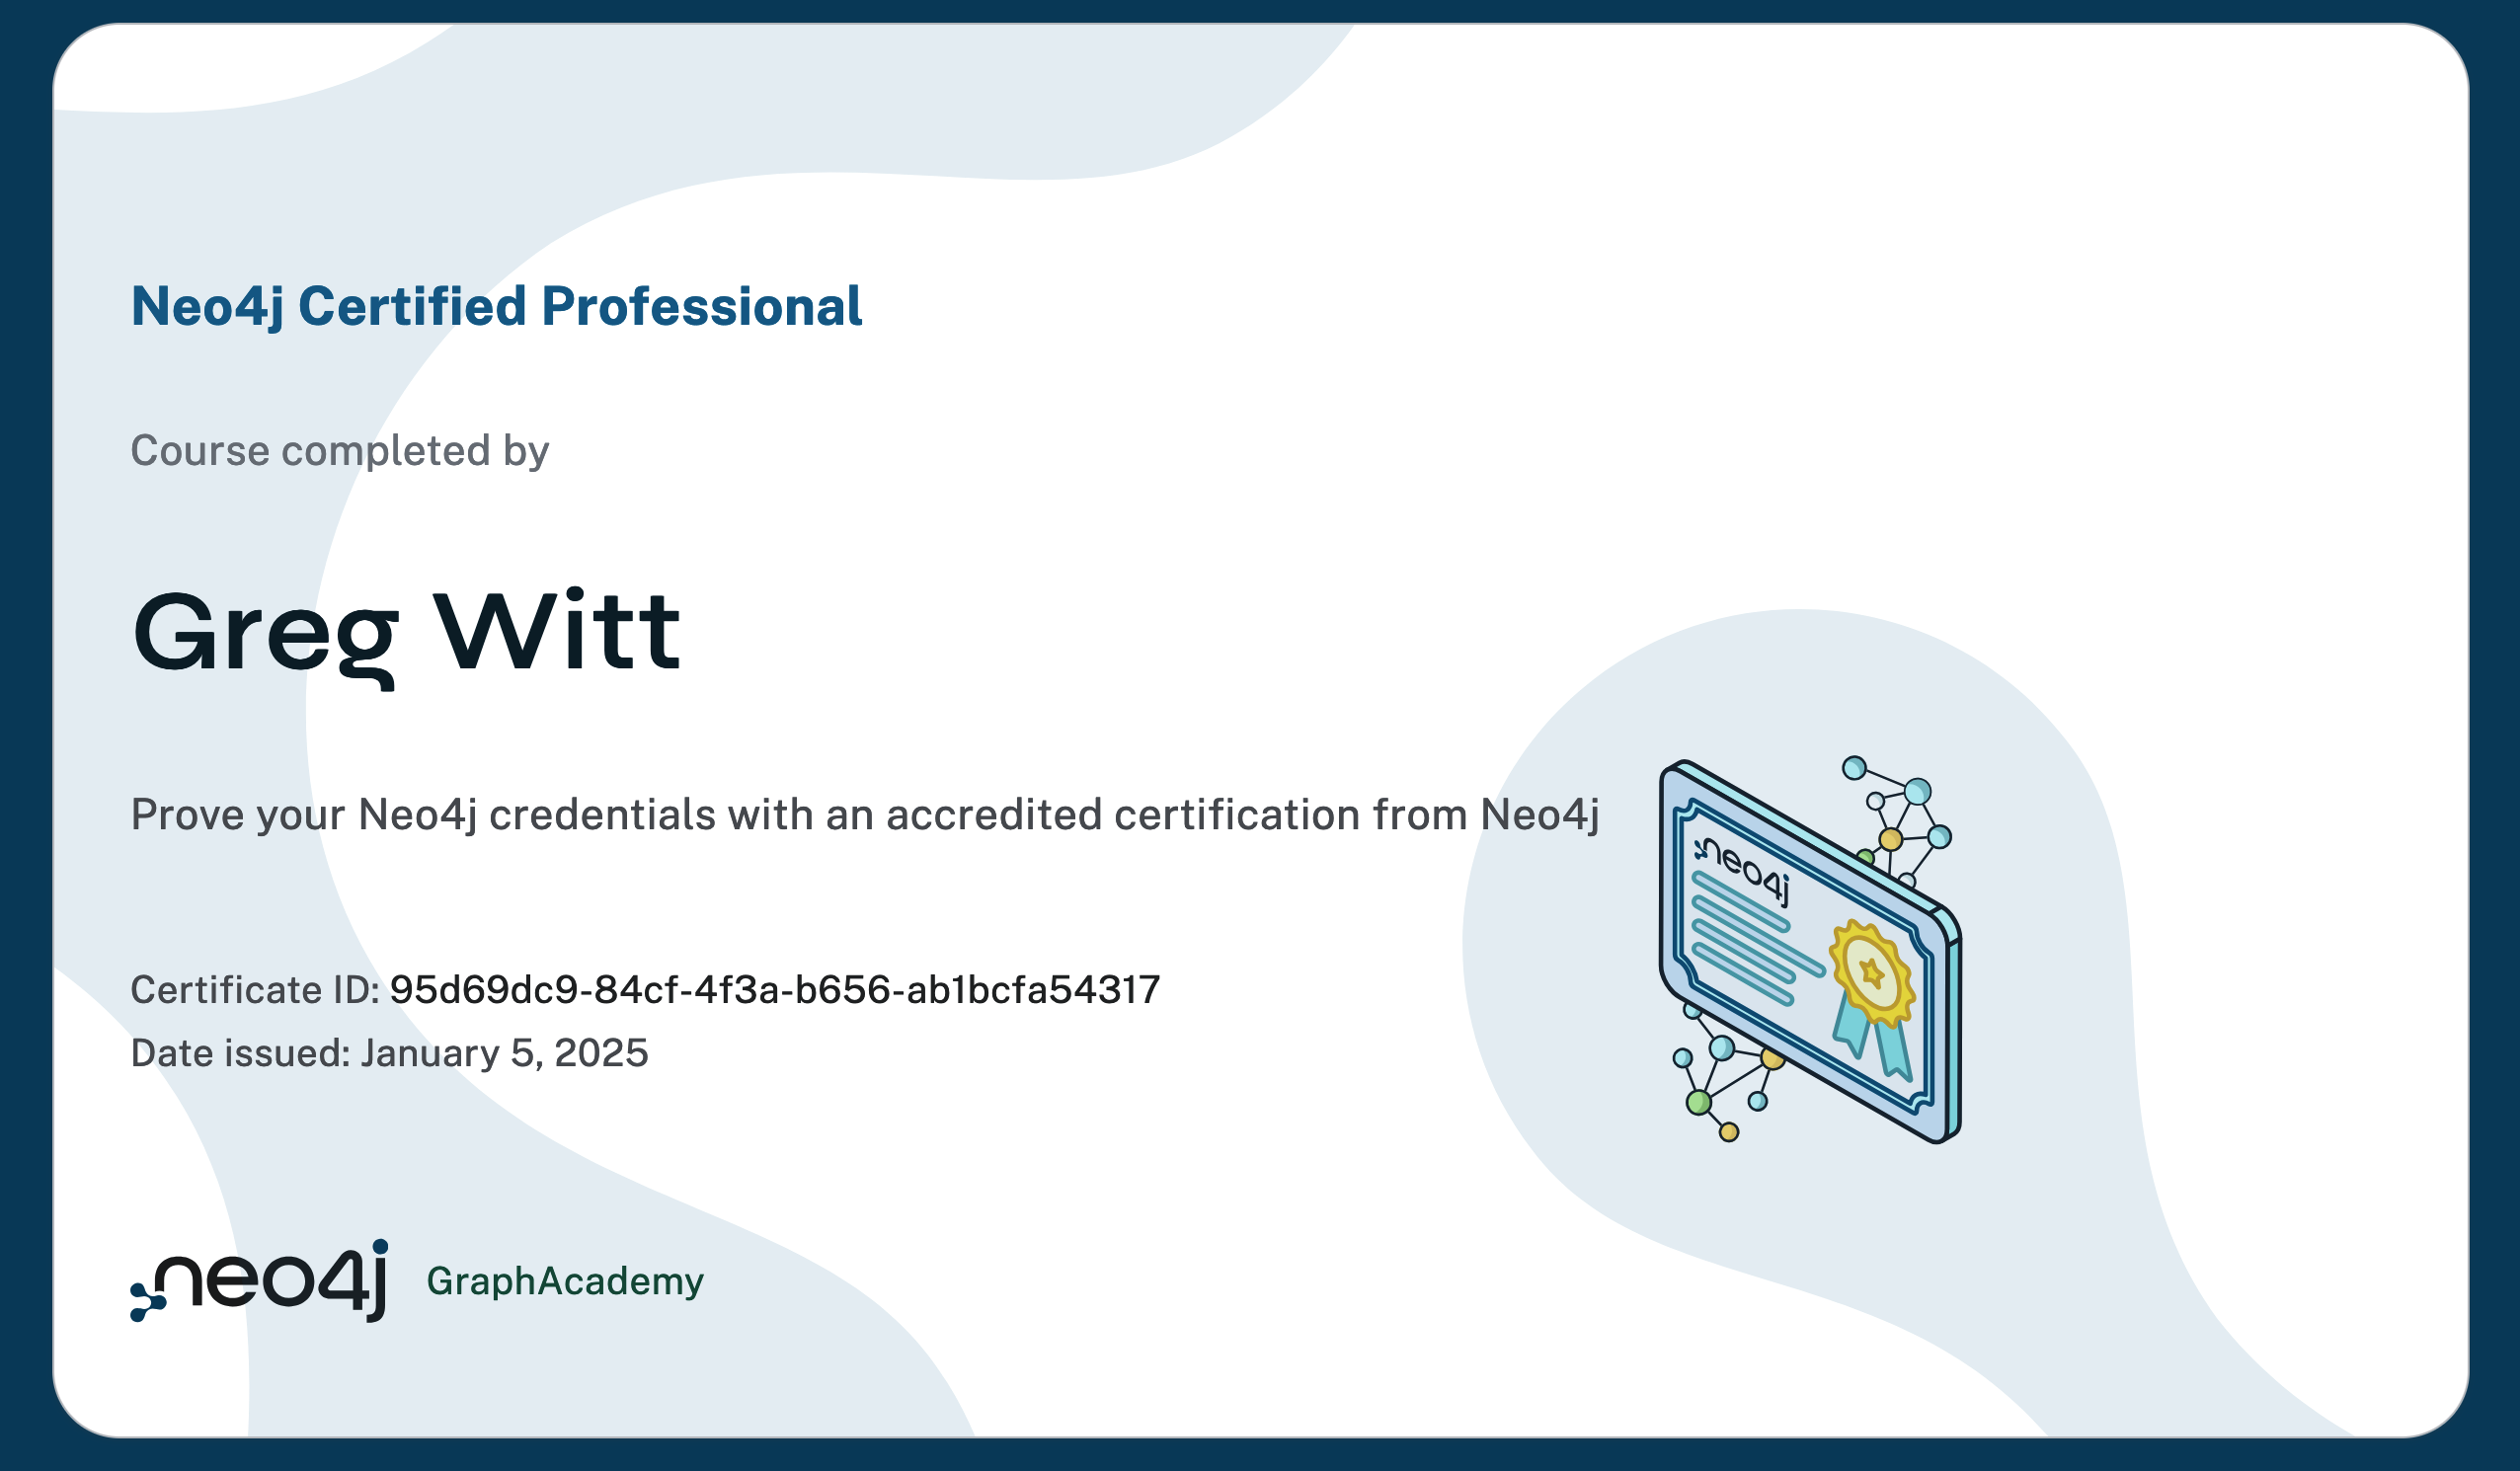 Neo4j Certified Professional
Course completed by
Greg Witt
Prove your Neo4j credentials with an accredited certification from Neo4j
neo4j
Certificate ID: 95d69dc9-84cf-4f3a-b656-ab1bcfa54317
Date issued: January 5, 2025
neo4j GraphAcademy